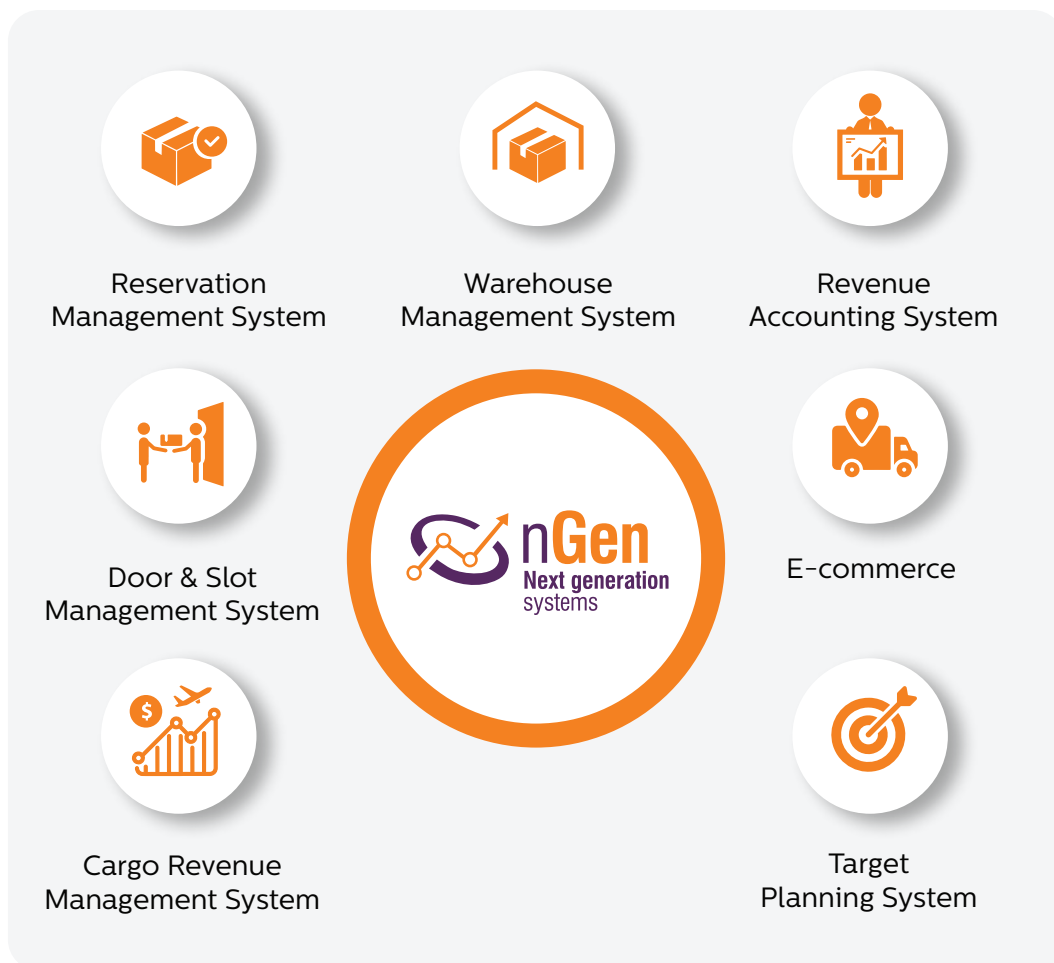 Reservation
Management System
Warehouse
Management System
Revenue
Accounting System
Door & Slot
Management System
nGen
Next generation
systems
E-commerce
$
Cargo Revenue
Management System
Target
Planning System